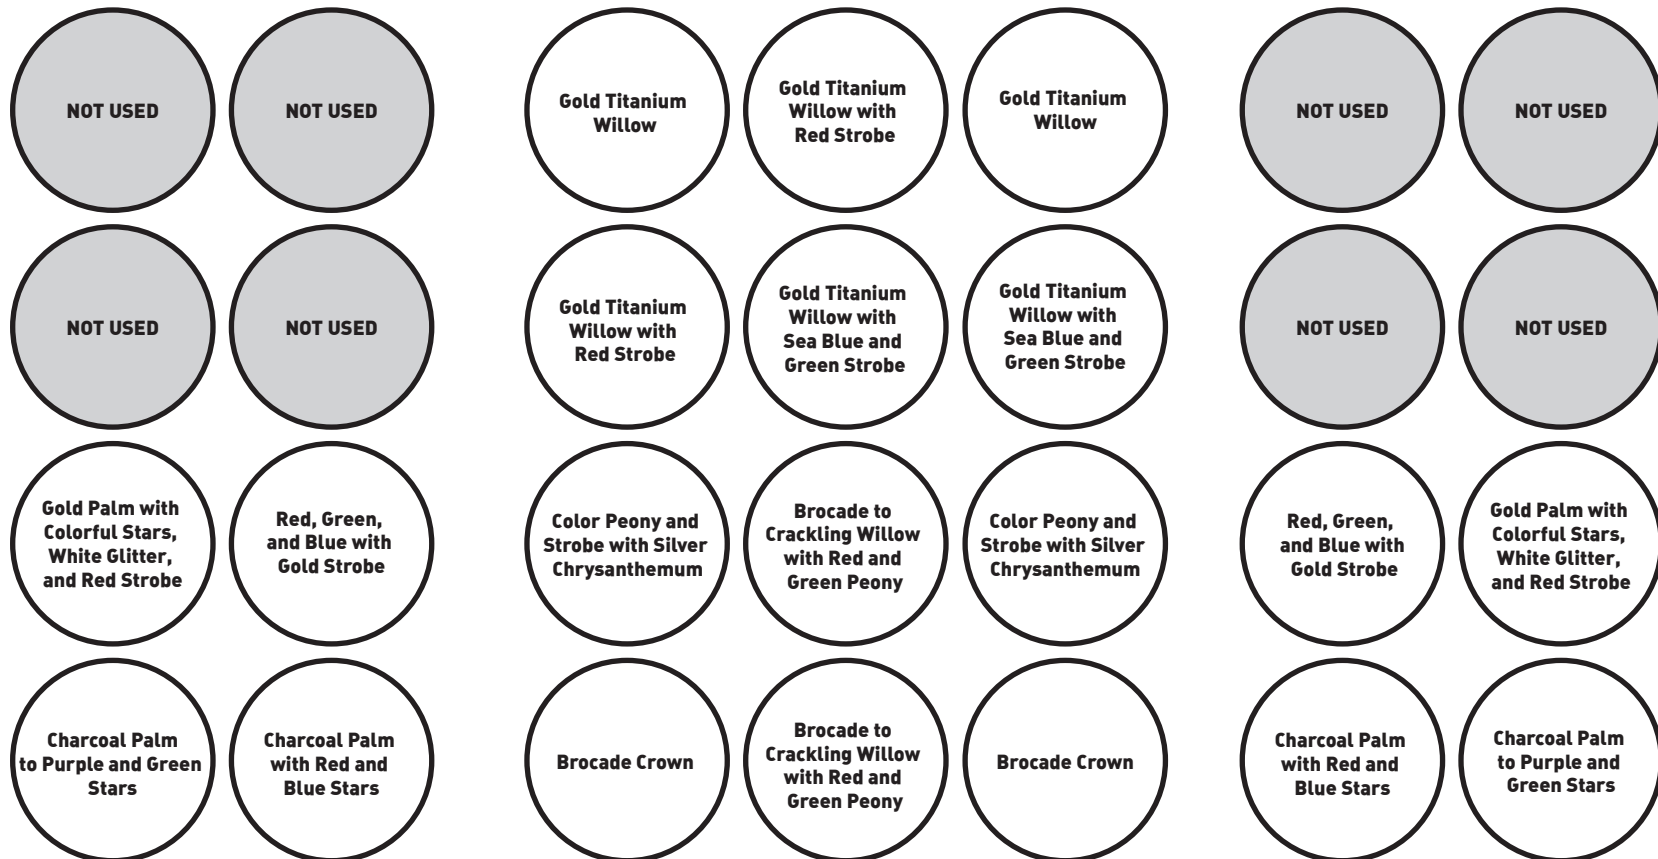 NOT USED
NOT USED
Gold Titanium
Willow
Gold Titanium
Willow with
Red Strobe
Gold Titanium
Willow
NOT USED
NOT USED
NOT USED
NOT USED
Gold Titanium
Willow with
Red Strobe
Gold Titanium
Willow with
Sea Blue and
Green Strobe
Gold Titanium
Willow with
Sea Blue and
Green Strobe
NOT USED
NOT USED
Gold Palm with
Colorful Stars,
White Glitter,
and Red Strobe
Red, Green,
and Blue with
Gold Strobe
Color Peony and
Strobe with Silver
Chrysanthemum
Brocade to
Crackling Willow
with Red and
Green Peony
Color Peony and
Strobe with Silver
Chrysanthemum
Red, Green,
and Blue with
Gold Strobe
Gold Palm with
Colorful Stars,
White Glitter,
and Red Strobe
Charcoal Palm
to Purple and Green
Stars
Charcoal Palm
with Red and
Blue Stars
Brocade Crown
Brocade to
Crackling Willow
with Red and
Green Peony
Brocade Crown
Charcoal Palm
with Red and
Blue Stars
Charcoal Palm
to Purple and
Green Stars